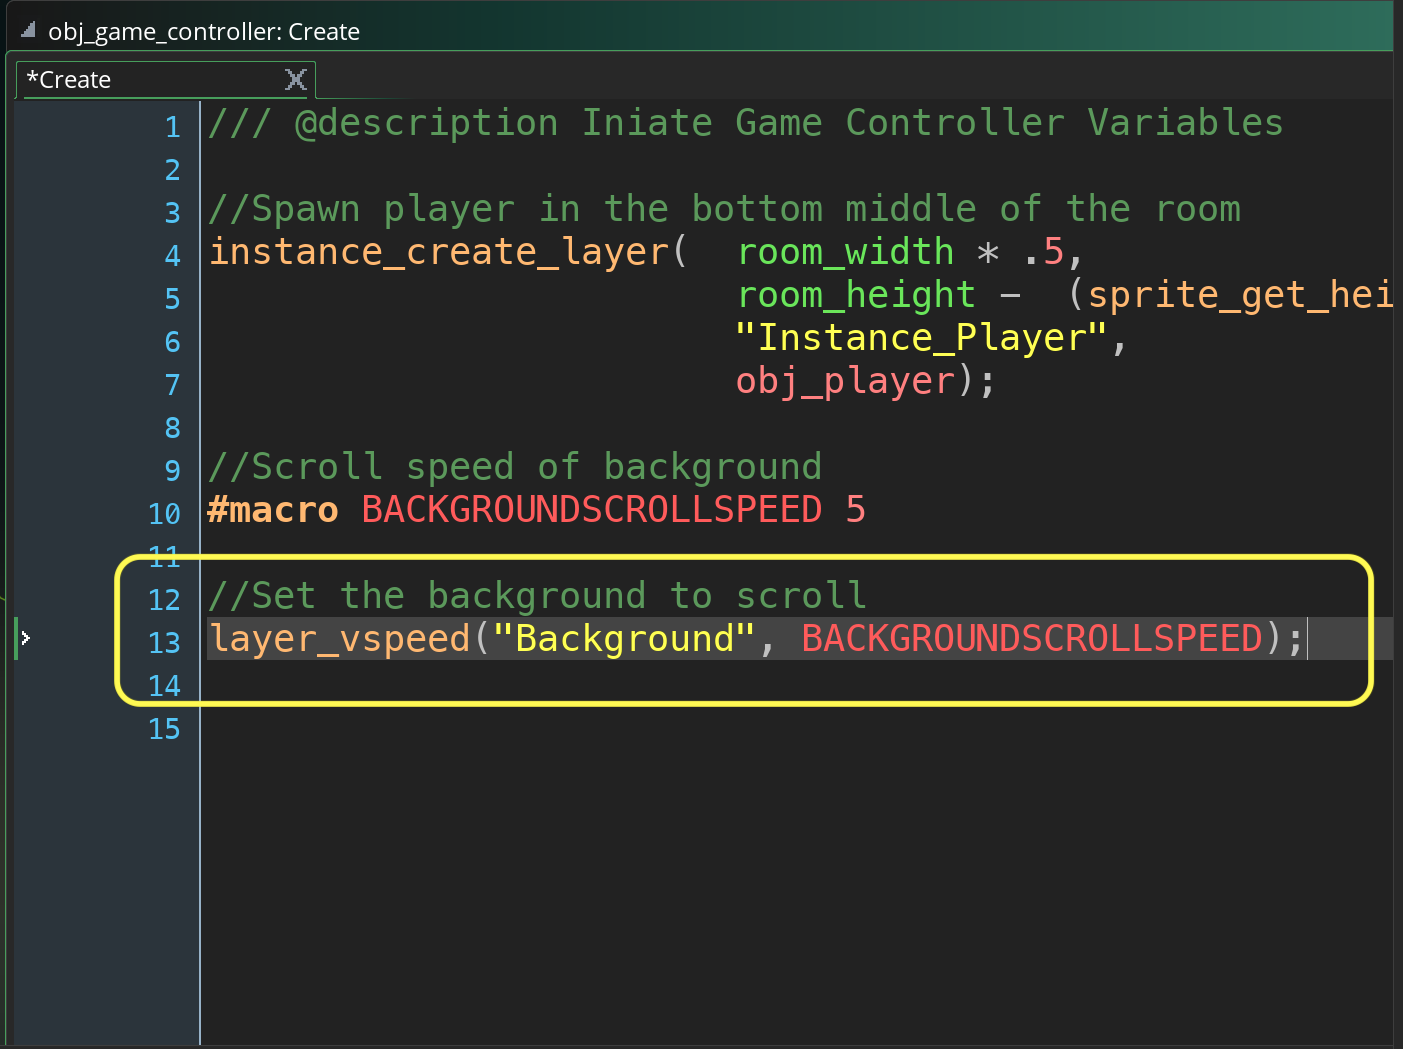 obj_game_controller: Create
*Create
1 /// @description Iniate Game Controller Variables
2
3 //Spawn player in the bottom middle of the room
4 instance_create_layer( room_width * .5,
5 room_height - (sprite_get_hei
6 "Instance_Player",
7 obj_player);
8
9 //Scroll speed of background
10 #macro BACKGROUNDSCROLLSPEED 5
11
12 //Set the background to scroll
13 layer_vspeed("Background", BACKGROUNDSCROLLSPEED);
14
15